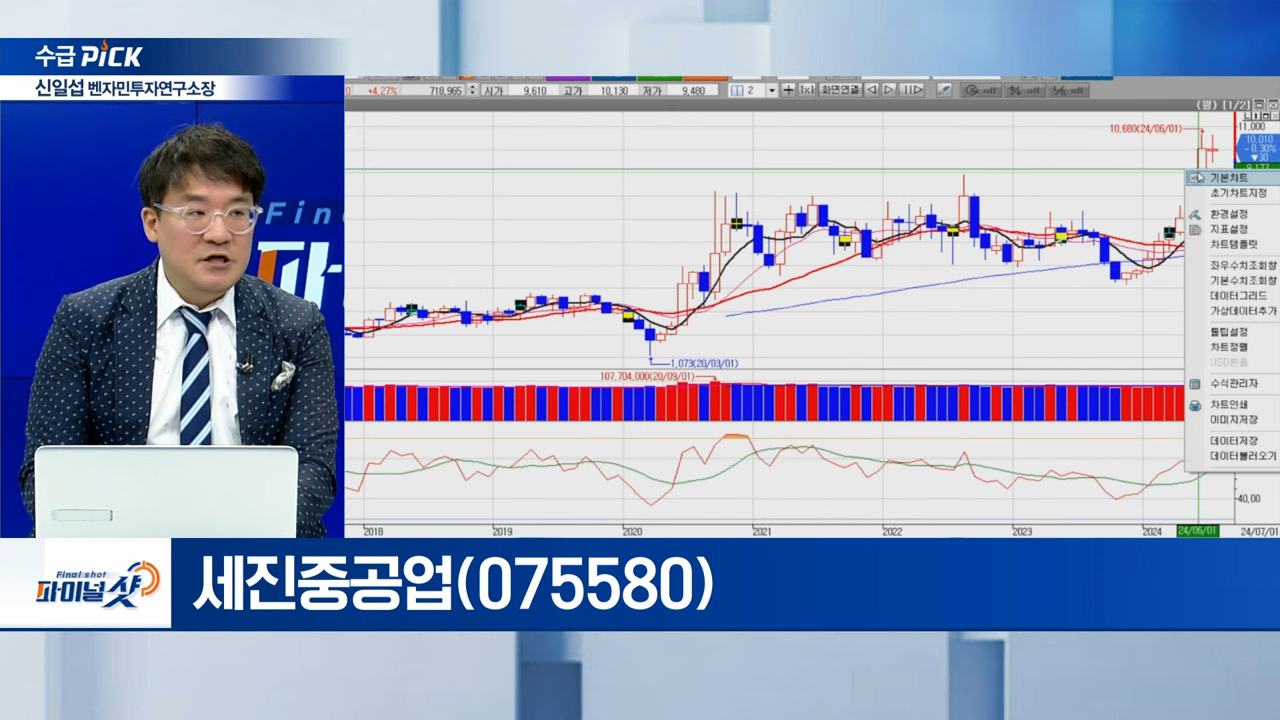 수급 PiCK
신일섭 벤자민투자연구소장
+4,27% 718,965 시가 9,610 고가 10,130 저가 9,480 2 화면연결
(월) [1/2]
10,680(24/06/01)
11,000
10,010
- 0,30%
▼30
기본차트
초기차트지정
환경설정
지표설정
차트템플릿
좌우수치조회창
기본수치조회창
데이터그리드
가상데이터추가
툴팁설정
차트정렬
USD환율
수식관리자
차트인쇄
이미지저장
데이터저장
데이터불러오기
1,073(20/03/01)
107,704,000(20/09/01)
40,00
2018 2019 2020 2021 2022 2023 2024 24/06/01 24/07/01
Fin
파
Final shot
파이널샷
세진중공업(075580)